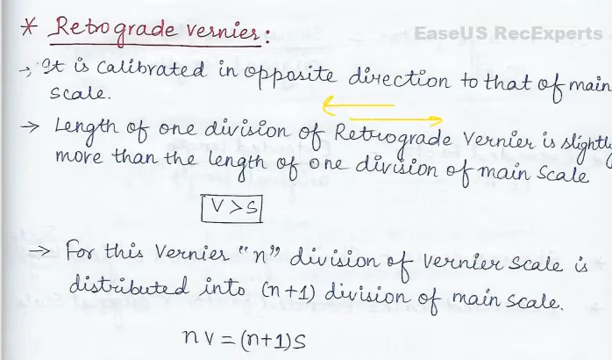 EaseUS RecExperts
* Retrograde vernier:
→ It is calibrated in opposite direction to that of main
scale.
→ Length of one division of Retrograde Vernier is slightly
more than the length of one division of main scale
V>S
→ For this Vernier "n" division of vernier scale is
distributed into (n+1) division of main scale.
nv=(n+1)s